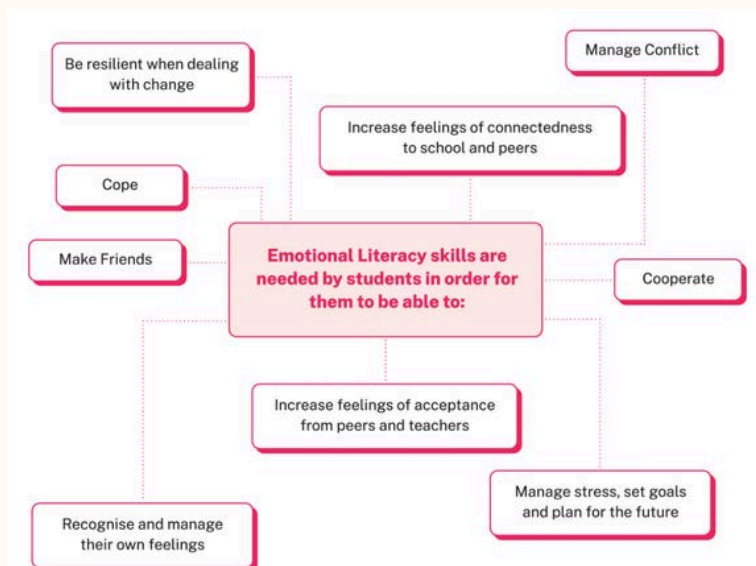 Be resilient when dealing
with change
Manage Conflict
Increase feelings of connectedness
to school and peers
Cope
Make Friends
Emotional Literacy skills are
needed by students in order for
them to be able to:
Cooperate
Increase feelings of acceptance
from peers and teachers
Manage stress, set goals
and plan for the future
Recognise and manage
their own feelings